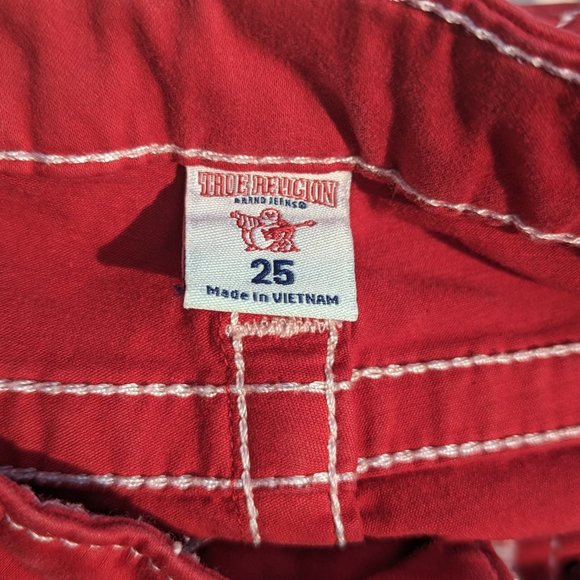 TRUE RELIGION
BRAND JEANS®
25
Made in VIETNAM